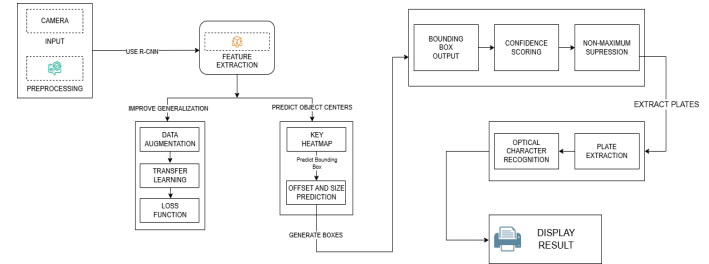 CAMERA
INPUT
PREPROCESSING
USE R-CNN
FEATURE
EXTRACTION
IMPROVE GENERALIZATION
DATA
AUGMENTATION
TRANSFER
LEARNING
LOSS
FUNCTION
PREDICT OBJECT CENTERS
KEY
HEATMAP
Predict Bounding
Box
OFFSET AND SIZE
PREDICTION
GENERATE BOXES
BOUNDING
BOX
OUTPUT
CONFIDENCE
SCORING
NON-MAXIMUM
SUPRESSION
EXTRACT PLATES
PLATE
EXTRACTION
OPTICAL
CHARACTER
RECOGNITION
DISPLAY
RESULT